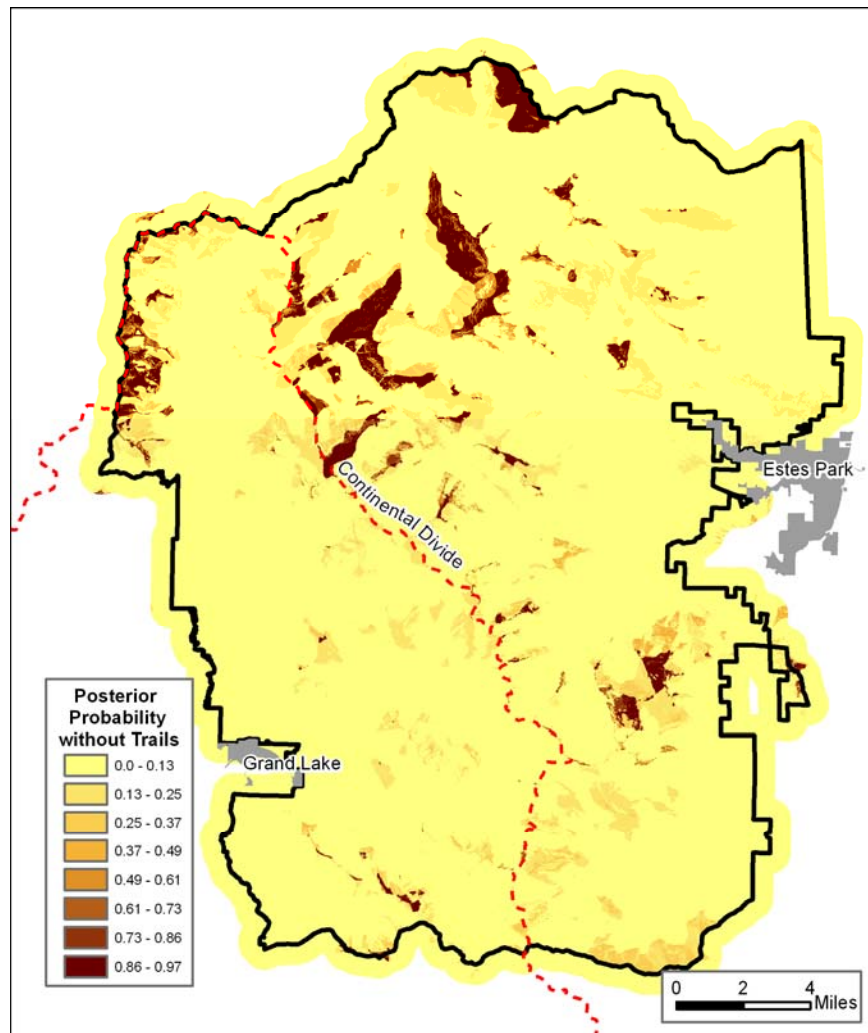 Estes Park
Continental Divide
Posterior
Probability
without Trails
0.0 - 0.13
0.13 - 0.25
0.25 - 0.37
0.37 - 0.49
0.49 - 0.61
0.61 - 0.73
0.73 - 0.86
0.86 - 0.97
Grand Lake
0 2 4
Miles